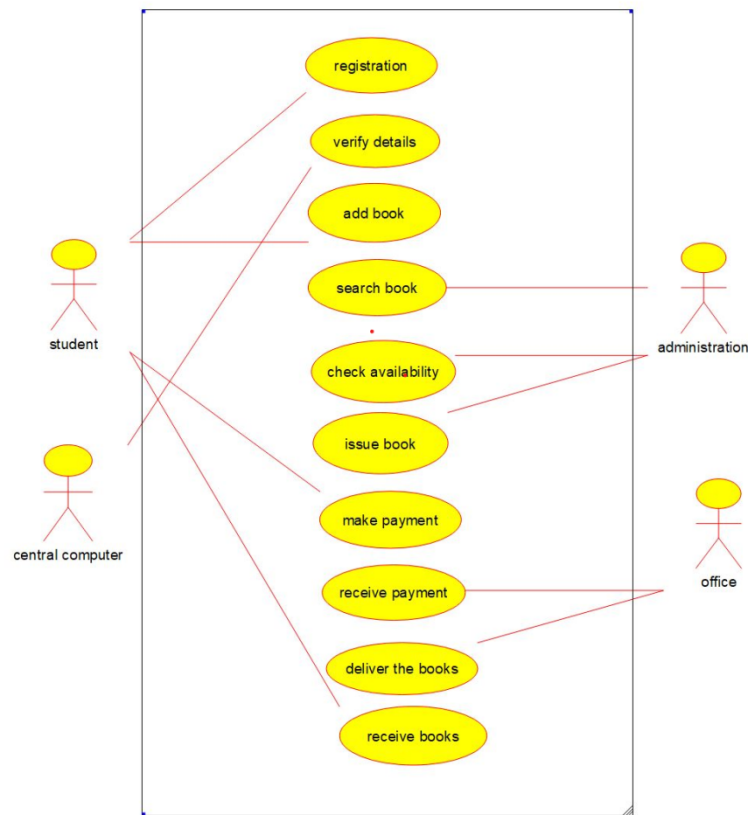 registration
verify details
add book
search book
student
administration
check availability
issue book
make payment
central computer
receive payment
office
deliver the books
receive books